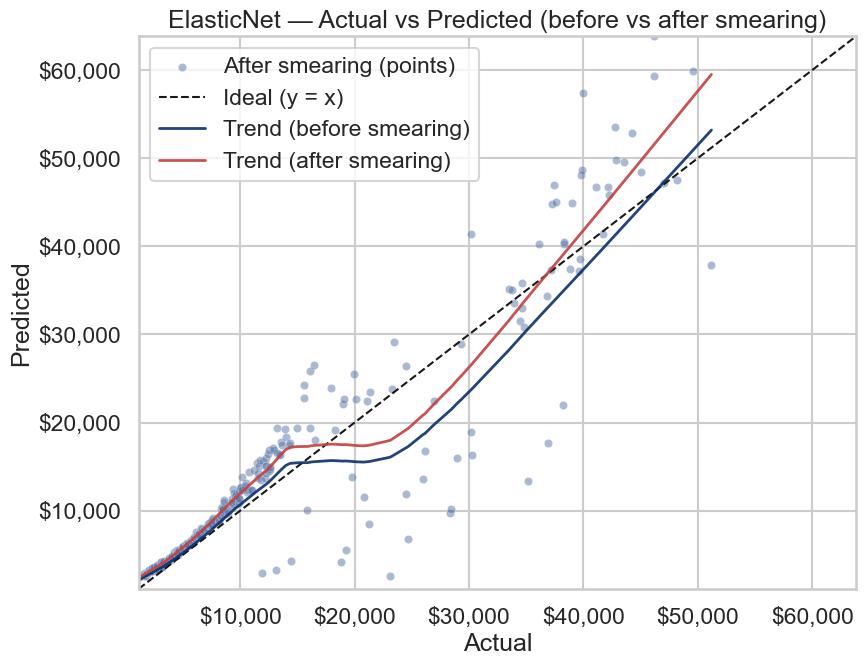 ElasticNet — Actual vs Predicted (before vs after smearing)
After smearing (points)
Ideal (y = x)
Trend (before smearing)
Trend (after smearing)
Predicted
$60,000
$50,000
$40,000
$30,000
$20,000
$10,000
$10,000 $20,000 $30,000 $40,000 $50,000 $60,000
Actual